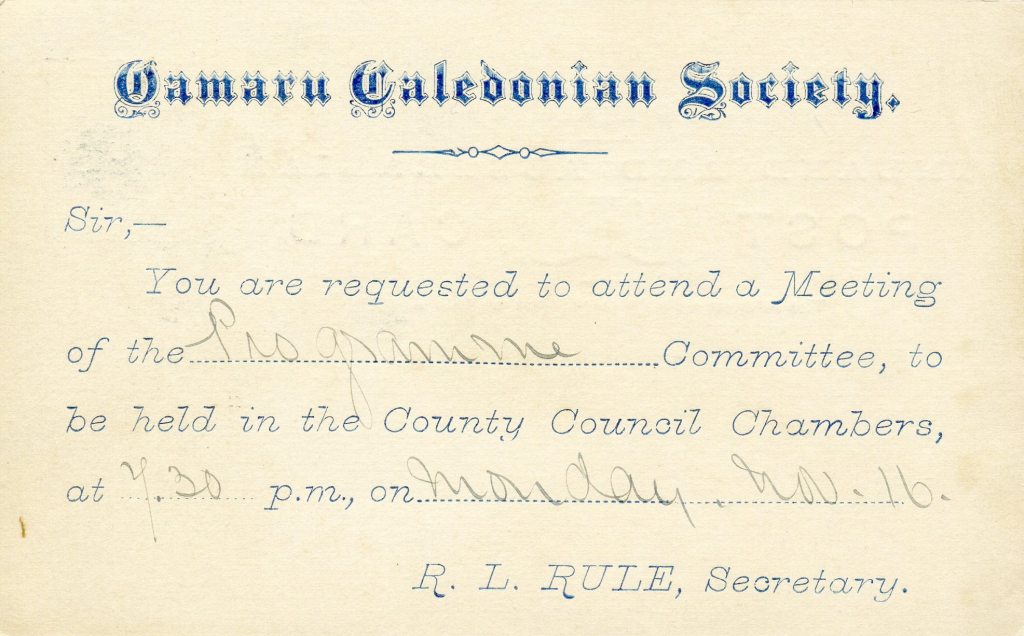 Oamaru Caledonian Society.
Sir,—
You are requested to attend a Meeting
of the Programme Committee, to
be held in the County Council Chambers,
at 7.30 p.m., on Monday. Nov. 16.
R. L. RULE, Secretary.